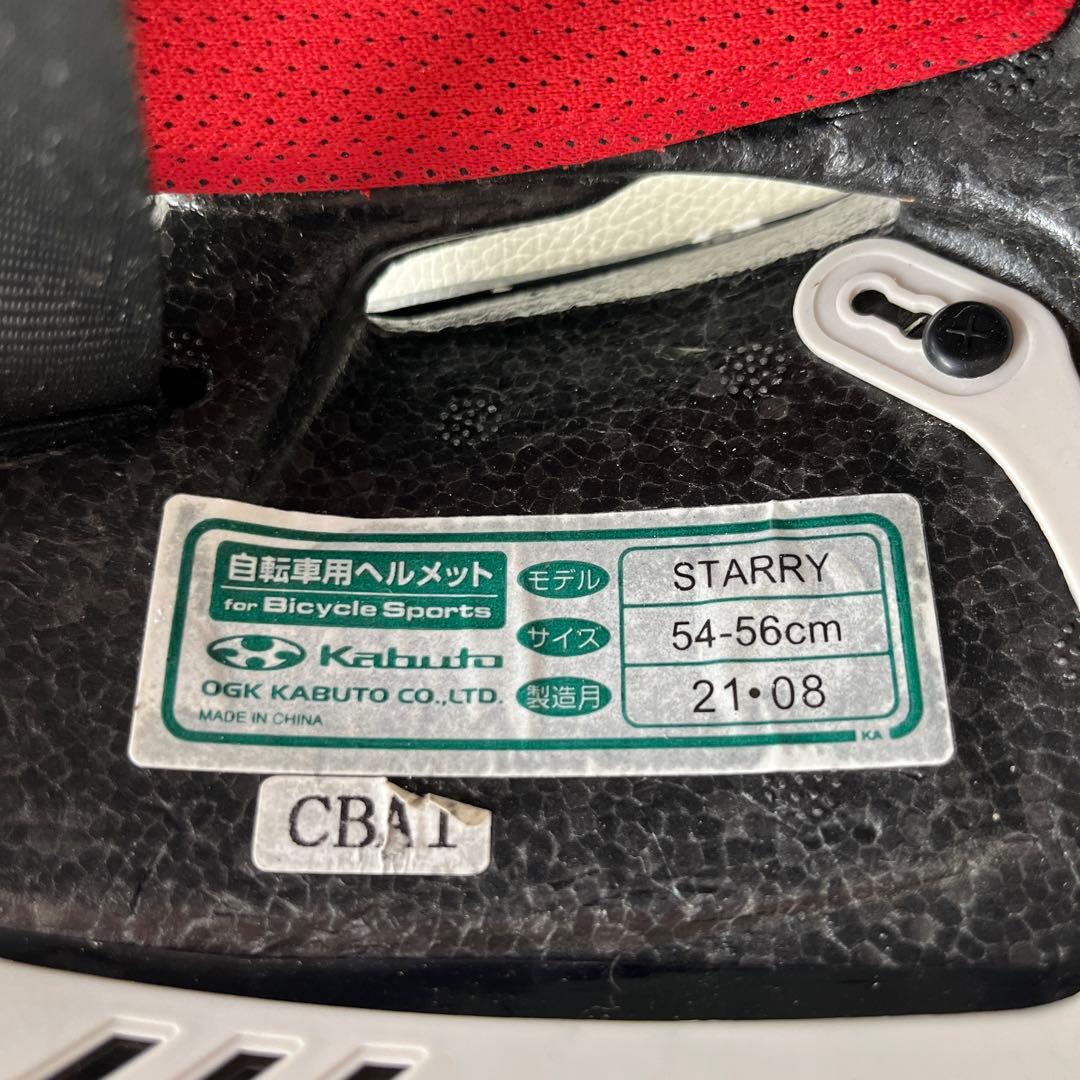 自転車用ヘルメット
for Bicycle Sports
Kabuto
OGK KABUTO CO.,LTD.
MADE IN CHINA
モデル STARRY
サイズ 54-56cm
製造月 21・08
KA
CBA1